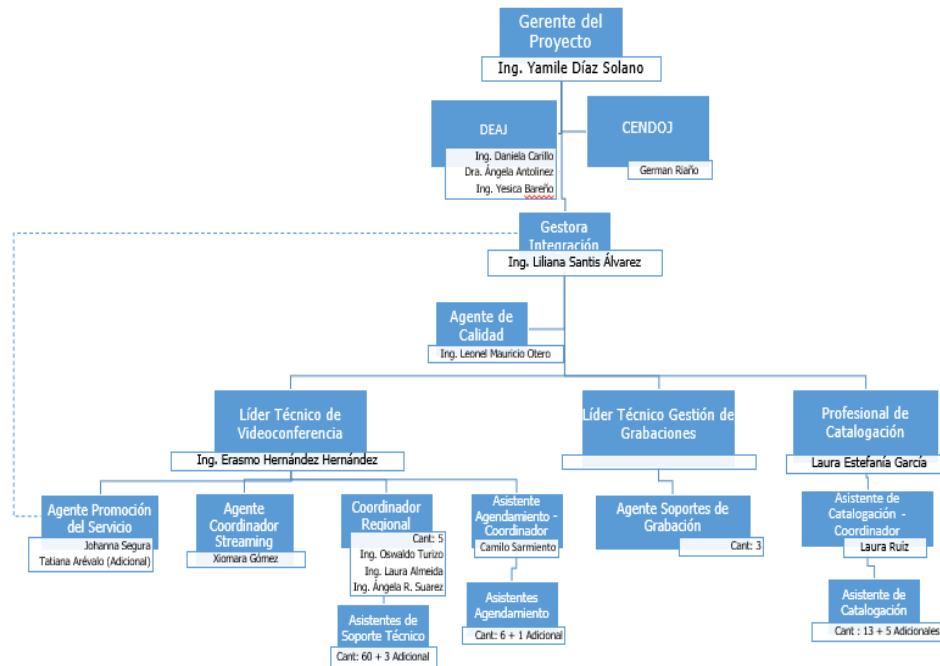 Gerente del
Proyecto
Ing. Yamile Díaz Solano
DEAJ
Ing. Daniela Carillo
Dra. Ángela Antolinez
Ing. Yesica Bareño
CENDOJ
German Riaño
Gestora
Integración
Ing. Liliana Santis Álvarez
Agente de
Calidad
Ing. Leonel Mauricio Otero
Líder Técnico de
Videoconferencia
Ing. Erasmo Hernández Hernández
Líder Técnico Gestión de
Grabaciones
Profesional de
Catalogación
Laura Estefanía García
Agente Promoción
del Servicio
Johanna Segura
Tatiana Arévalo (Adicional)
Agente
Coordinador
Streaming
Xiomara Gómez
Coordinador
Regional
Cant: 5
Ing. Oswaldo Turizo
Ing. Laura Almeida
Ing. Ángela R. Suarez
Asistente
Agendamiento -
Coordinador
Camilo Sarmiento
Agente Soportes de
Grabación
Cant: 3
Asistente de
Catalogación -
Coordinador
Laura Ruiz
Asistentes de
Soporte Técnico
Cant: 60 + 3 Adicional
Asistentes
Agendamiento
Cant: 6 + 1 Adicional
Asistente de
Catalogación
Cant : 13 + 5 Adicionales